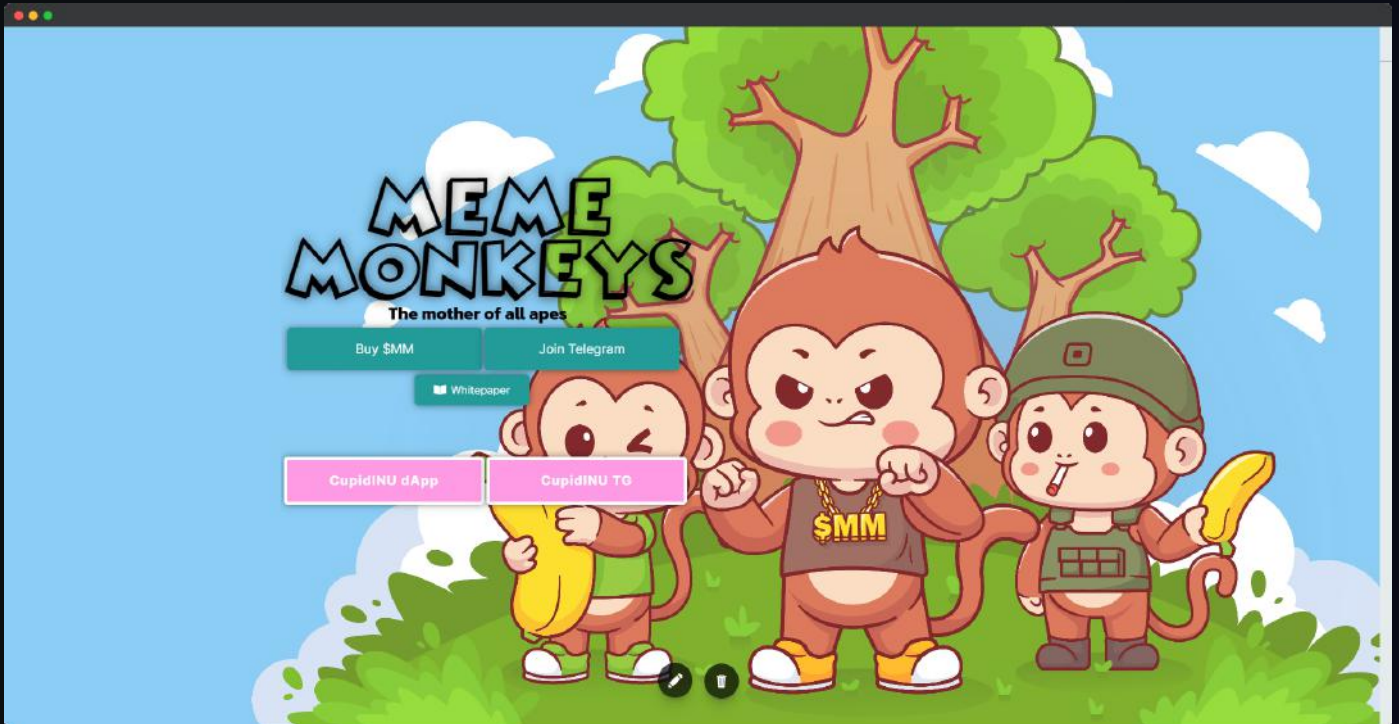 MEME
MONKEYS
The mother of all apes
Buy $MM
Join Telegram
Whitepaper
CupidINU dApp
CupidINU TG
$MM